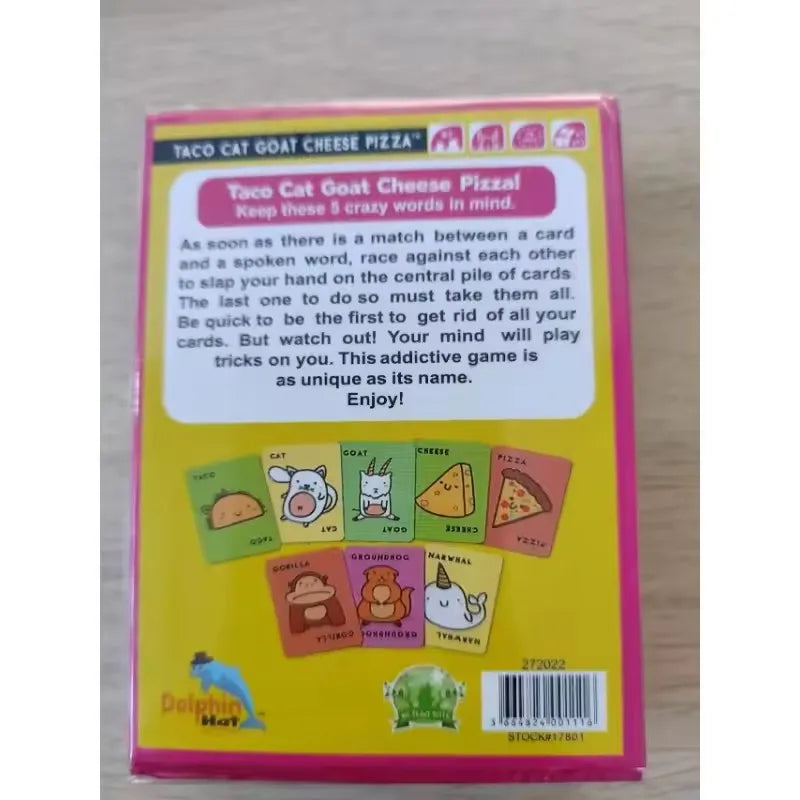 TACO CAT GOAT CHEESE PIZZA™
Taco Cat Goat Cheese Pizza!
Keep these 5 crazy words in mind.
As soon as there is a match between a card
and a spoken word, race against each other
to slap your hand on the central pile of cards
The last one to do so must take them all.
Be quick to be the first to get rid of all your
cards. But watch out! Your mind will play
tricks on you. This addictive game is
as unique as its name.
Enjoy!
TACO
TACO
CAT
CAT
GOAT
GOAT
CHEESE
CHEESE
PIZZA
PIZZA
GORILLA
GORILLA
GROUNDHOG
GROUNDHOG
NARWHAL
NARWHAL
Dolphin
Hat™
272022
3 664824 001116
STOCK#17801